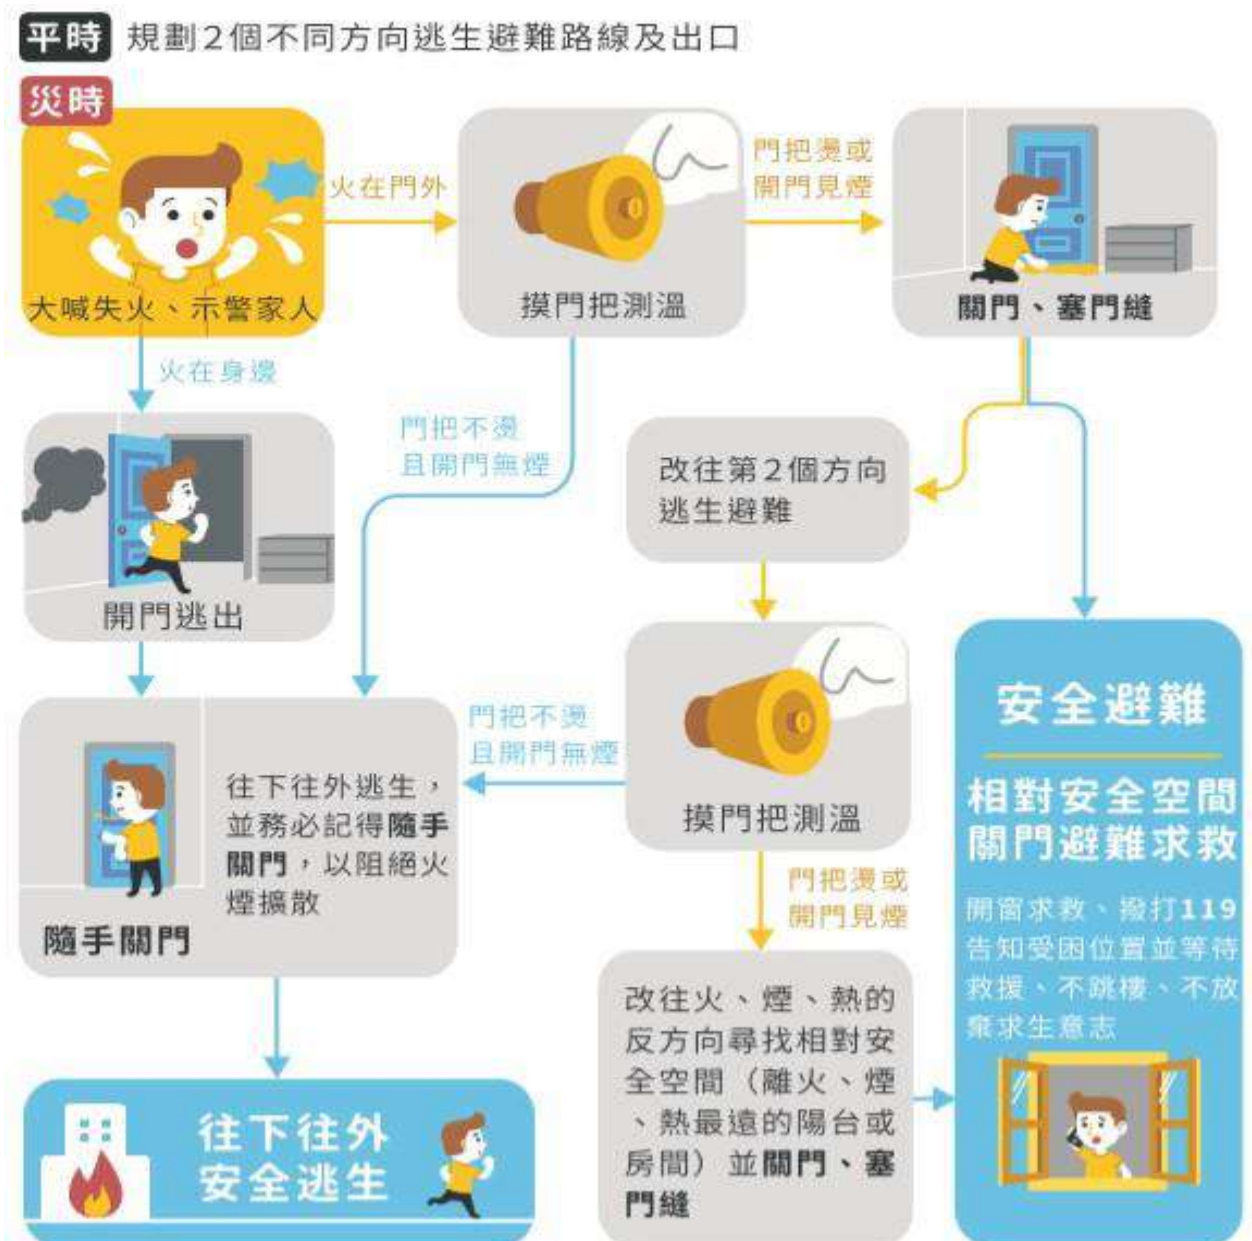 平時 規劃2個不同方向逃生避難路線及出口
災時
大喊失火、示警家人
火在門外
摸門把測溫
門把燙或
開門見煙
關門、塞門縫
火在身邊
開門逃出
門把不燙
且開門無煙
改往第2個方向
逃生避難
摸門把測溫
門把不燙
且開門無煙
往下往外逃生，
並務必記得隨手
關門，以阻絕火
煙擴散
隨手關門
門把燙或
開門見煙
改往火、煙、熱的
反方向尋找相對安
全空間（離火、煙
、熱最遠的陽台或
房間）並關門、塞
門縫
安全避難
相對安全空間
關門避難求救
開窗求救、撥打119
告知受困位置並等待
救援、不跳樓、不放
棄求生意志
往下往外
安全逃生